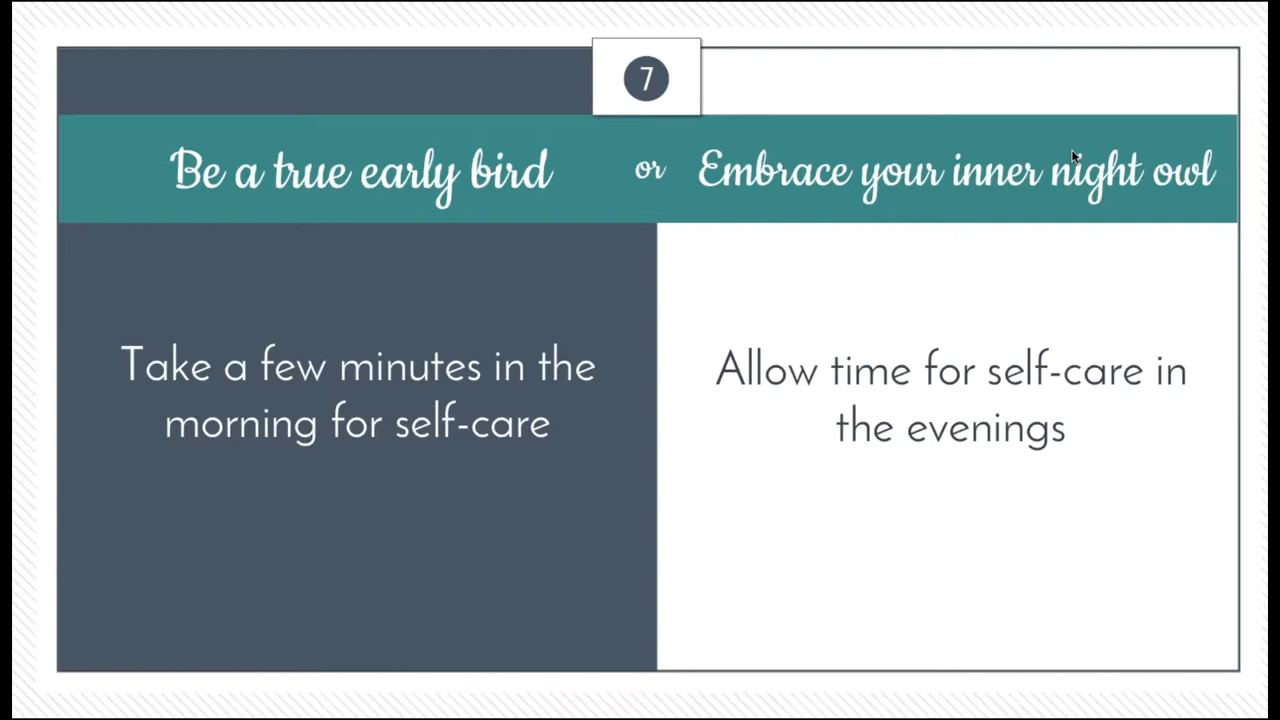 7
Be a true early bird or Embrace your inner night owl
Take a few minutes in the
morning for self-care
Allow time for self-care in
the evenings